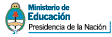 Ministerio de
Educación
Presidencia de la Nación